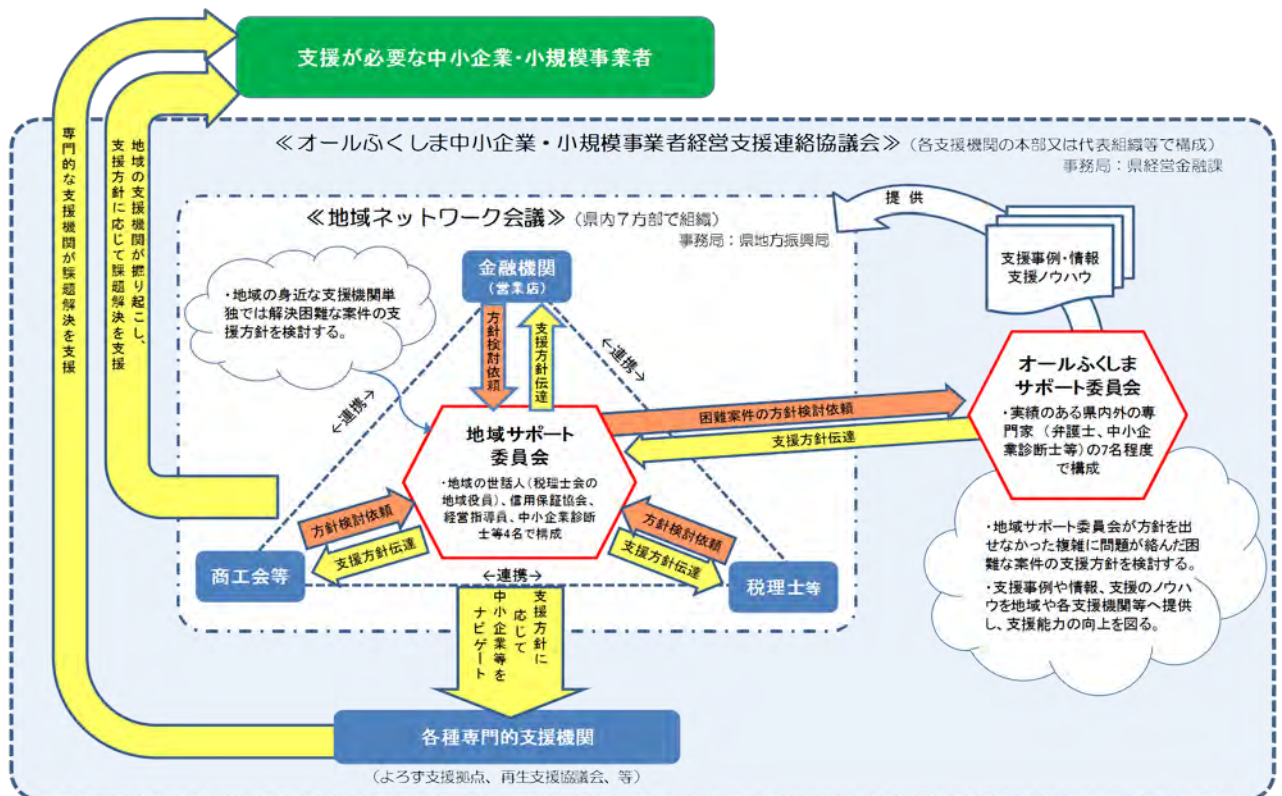 支援が必要な中小企業・小規模事業者
専門的な支援機関が課題解決を支援
地域の支援機関が掘り起こし、
支援方針に応じて課題解決を支援
≪オールふくしま中小企業・小規模事業者経営支援連絡協議会≫（各支援機関の本部又は代表組織等で構成）
事務局：県経営金融課
≪地域ネットワーク会議≫（県内７方部で組織）
事務局：県地方振興局
提 供
支援事例・情報
支援ノウハウ
・地域の身近な支援機関単
独では解決困難な案件の支
援方針を検討する。
金融機関
（営業店）
方針検討依頼
支援方針伝達
←連携→
←連携→
地域サポート
委員会
・地域の世話人（税理士会の
地域役員）、信用保証協会、
経営指導員、中小企業診断
士等4名で構成
困難案件の方針検討依頼
支援方針伝達
オールふくしま
サポート委員会
・実績のある県内外の専
門家 （弁護士、中小企
業診断士等）の7名程度
で構成
・地域サポート委員会が方針を出
せなかった複雑に問題が絡んだ困
難な案件の支援方針を検討する。
・支援事例や情報、支援のノウハ
ウを地域や各支援機関等へ提供
し、支援能力の向上を図る。
方針検討依頼
支援方針伝達
商工会等
方針検討依頼
支援方針伝達
税理士等
←連携→
支援方針に
応じて
中小企業等を
ナビゲート
各種専門的支援機関
（よろず支援拠点、再生支援協議会、等）